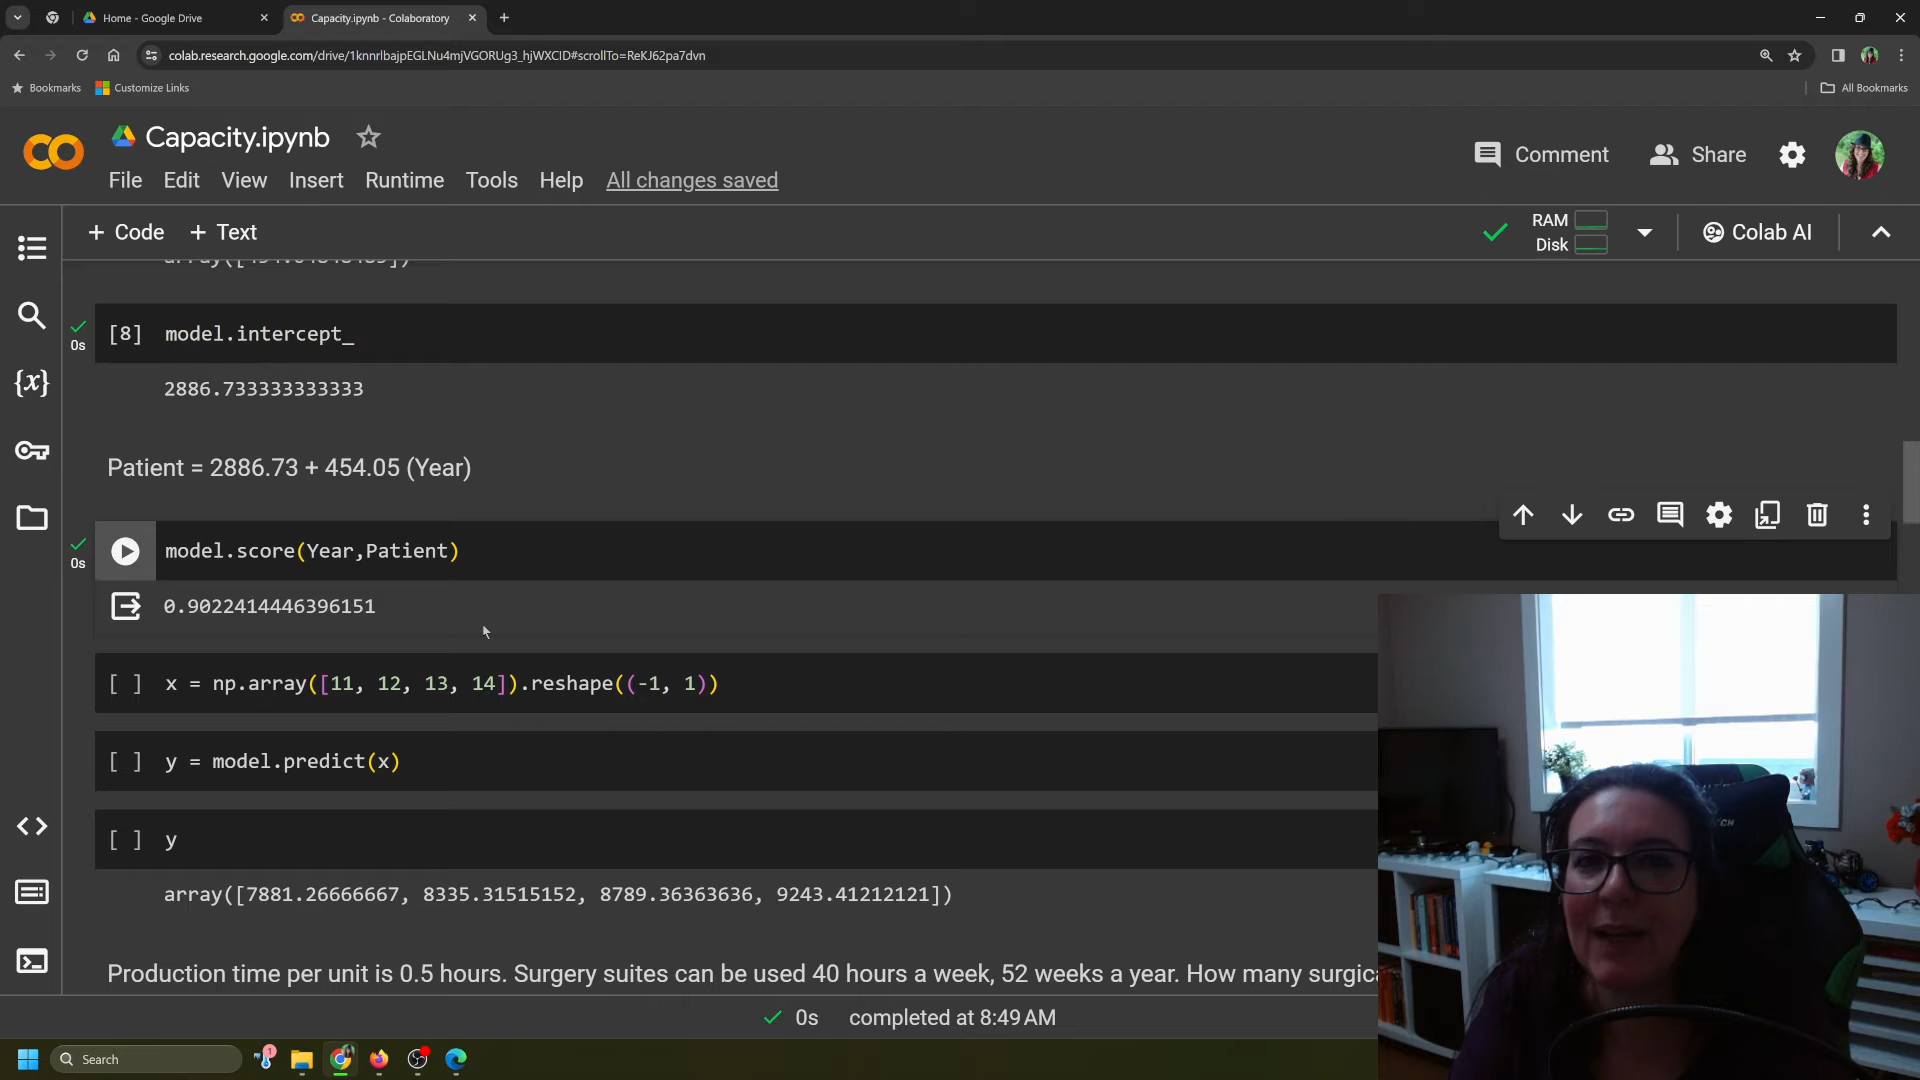 Home - Google Drive
Capacity.ipynb - Colaboratory
colab.research.google.com/drive/1knnrlbajpEGLNu4mjVGORUg3_hjWXCID#scrollTo=ReKJ62pa7dvn
Bookmarks
Customize Links
All Bookmarks
Capacity.ipynb
Comment
Share
File Edit View Insert Runtime Tools Help All changes saved
+ Code + Text
RAM
Disk
Colab AI
[8] model.intercept_
0s
2886.733333333333
Patient = 2886.73 + 454.05 (Year)
model.score(Year,Patient)
0s
0.9022414446396151
[ ] x = np.array([11, 12, 13, 14]).reshape((-1, 1))
[ ] y = model.predict(x)
[ ] y
array([7881.26666667, 8335.31515152, 8789.36363636, 9243.41212121])
Production time per unit is 0.5 hours. Surgery suites can be used 40 hours a week, 52 weeks a year. How many surgic
0s completed at 8:49 AM
Search